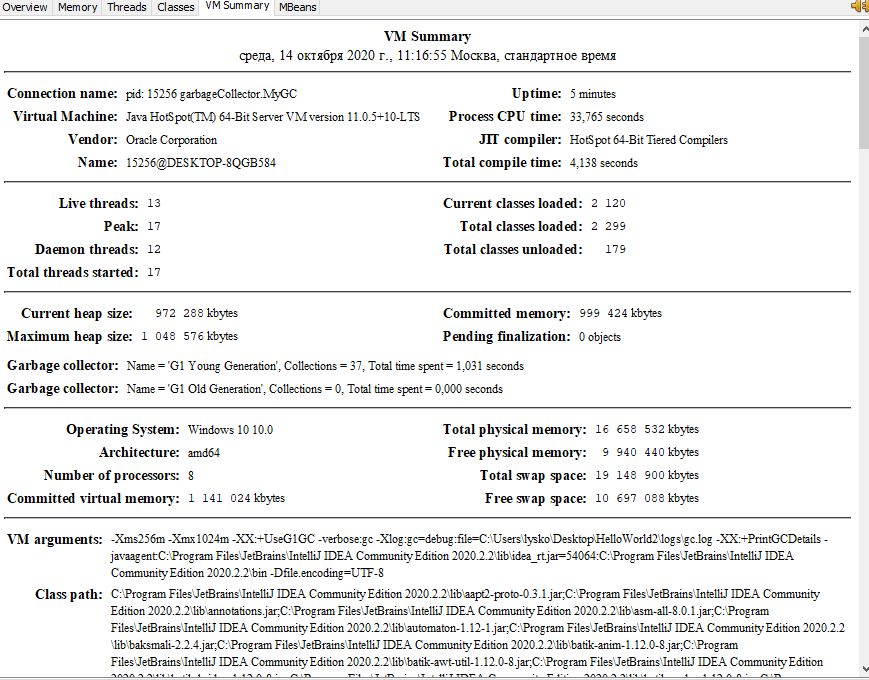 Overview Memory Threads Classes VM Summary MBeans
VM Summary
среда, 14 октября 2020 г., 11:16:55 Москва, стандартное время
Connection name: pid: 15256 garbageCollector.MyGC Uptime: 5 minutes
Virtual Machine: Java HotSpot(TM) 64-Bit Server VM version 11.0.5+10-LTS Process CPU time: 33,765 seconds
Vendor: Oracle Corporation JIT compiler: HotSpot 64-Bit Tiered Compilers
Name: 15256@DESKTOP-8QGB584 Total compile time: 4,138 seconds
Live threads: 13 Current classes loaded: 2 120
Peak: 17 Total classes loaded: 2 299
Daemon threads: 12 Total classes unloaded: 179
Total threads started: 17
Current heap size: 972 288 kbytes Committed memory: 999 424 kbytes
Maximum heap size: 1 048 576 kbytes Pending finalization: 0 objects
Garbage collector: Name = 'G1 Young Generation', Collections = 37, Total time spent = 1,031 seconds
Garbage collector: Name = 'G1 Old Generation', Collections = 0, Total time spent = 0,000 seconds
Operating System: Windows 10 10.0 Total physical memory: 16 658 532 kbytes
Architecture: amd64 Free physical memory: 9 940 440 kbytes
Number of processors: 8 Total swap space: 19 148 900 kbytes
Committed virtual memory: 1 141 024 kbytes Free swap space: 10 697 088 kbytes
VM arguments: -Xms256m -Xmx1024m -XX:+UseG1GC -verbose:gc -Xlog:gc=debug:file=C:\Users\lysko\Desktop\HelloWorld2\logs\gc.log -XX:+PrintGCDetails -
javaagent:C:\Program Files\JetBrains\IntelliJ IDEA Community Edition 2020.2.2\lib\idea_rt.jar=54064:C:\Program Files\JetBrains\IntelliJ IDEA
Community Edition 2020.2.2\bin -Dfile.encoding=UTF-8
Class path: C:\Program Files\JetBrains\IntelliJ IDEA Community Edition 2020.2.2\lib\aapt2-proto-0.3.1.jar;C:\Program Files\JetBrains\IntelliJ IDEA Community
Edition 2020.2.2\lib\annotations.jar;C:\Program Files\JetBrains\IntelliJ IDEA Community Edition 2020.2.2\lib\asm-all-8.0.1.jar;C:\Program
Files\JetBrains\IntelliJ IDEA Community Edition 2020.2.2\lib\automaton-1.12-1.jar;C:\Program Files\JetBrains\IntelliJ IDEA Community Edition 2020.2.2
\lib\baksmali-2.2.4.jar;C:\Program Files\JetBrains\IntelliJ IDEA Community Edition 2020.2.2\lib\batik-anim-1.12.0-8.jar;C:\Program
Files\JetBrains\IntelliJ IDEA Community Edition 2020.2.2\lib\batik-awt-util-1.12.0-8.jar;C:\Program Files\JetBrains\IntelliJ IDEA Community Edition